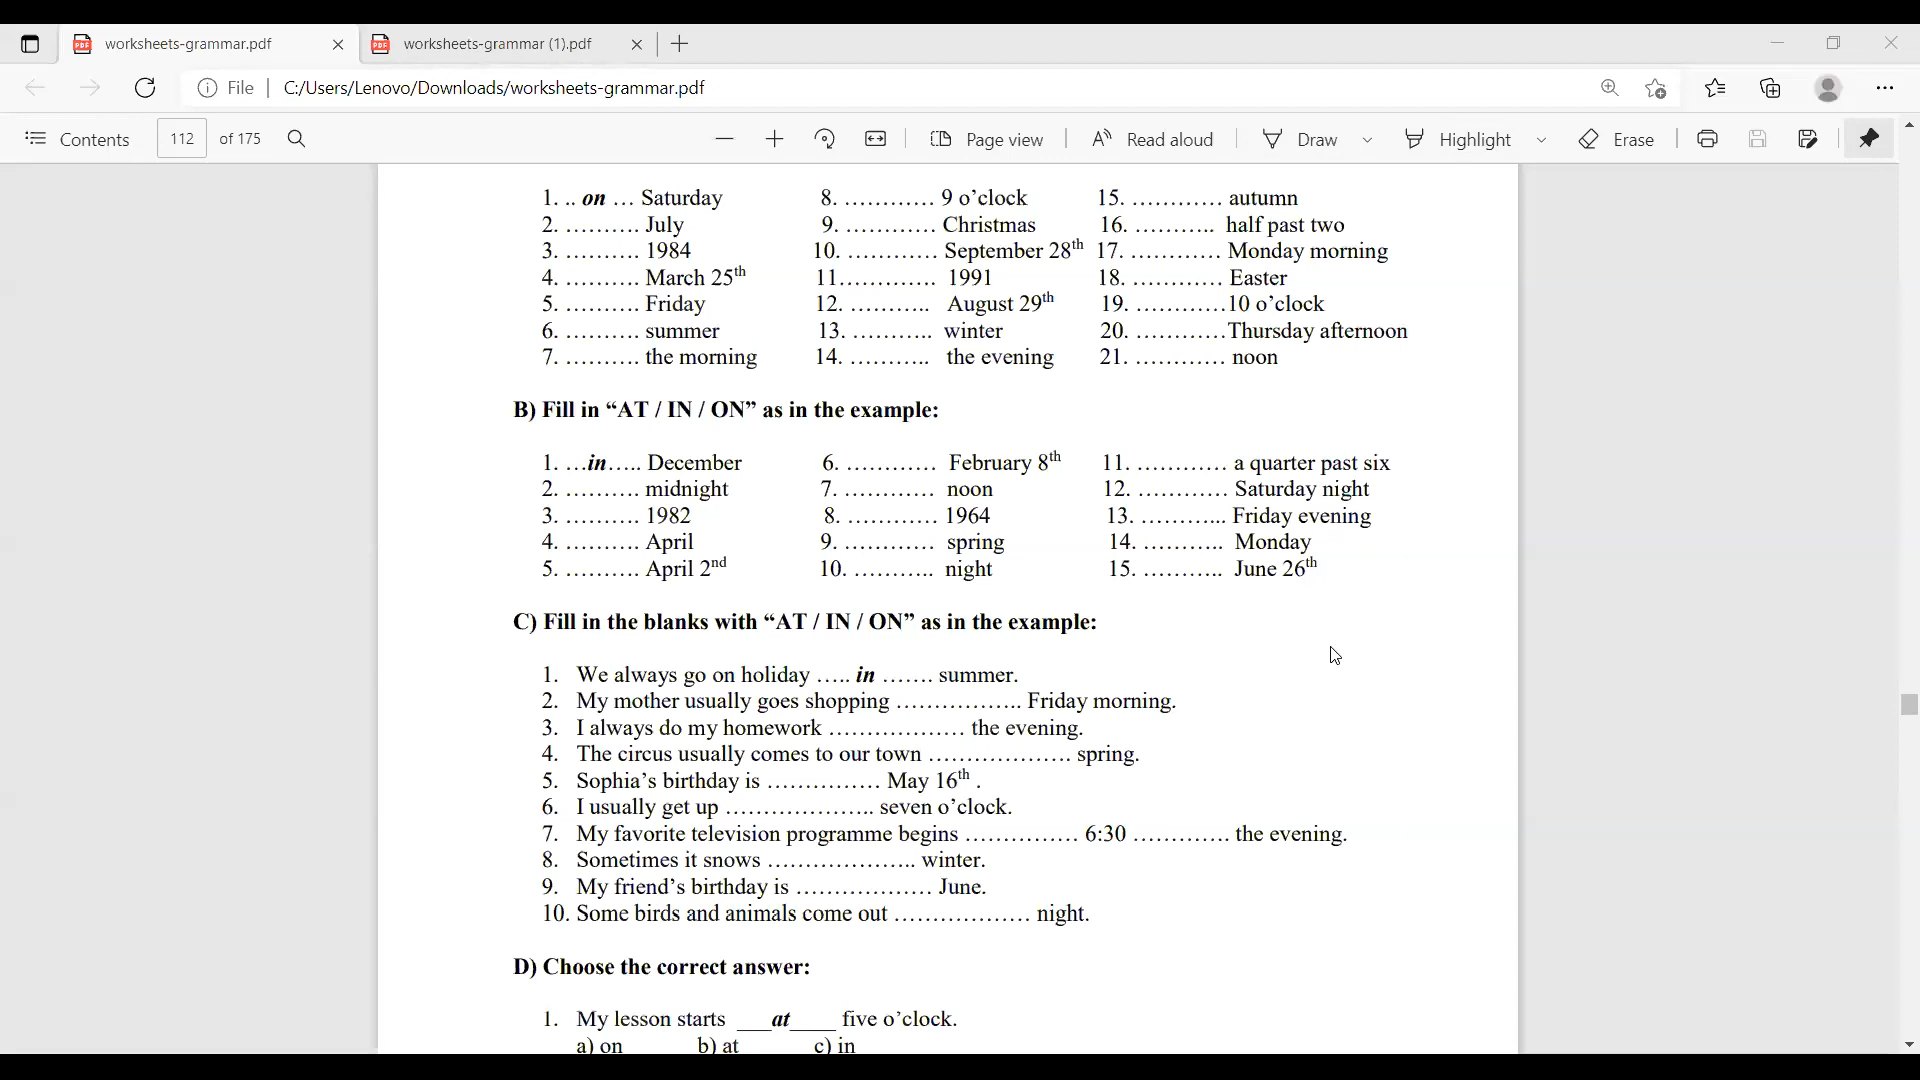 worksheets-grammar.pdf
worksheets-grammar (1).pdf
File | C:/Users/Lenovo/Downloads/worksheets-grammar.pdf
Contents 112 of 175 Page view Read aloud Draw Highlight Erase
1. .. on … Saturday 8. ………… 9 o’clock 15. ………… autumn
2. ………. July 9. ………… Christmas 16. ……….. half past two
3. ………. 1984 10. ………… September 28th 17. ………… Monday morning
4. ………. March 25th 11…………. 1991 18. ………… Easter
5. ………. Friday 12. ……….. August 29th 19. ………….10 o’clock
6. ………. summer 13. ……….. winter 20. ………….Thursday afternoon
7. ………. the morning 14. ……….. the evening 21. ………… noon
B) Fill in “AT / IN / ON” as in the example:
1. …in….. December 6. ………… February 8th 11. ………… a quarter past six
2. ………. midnight 7. ………… noon 12. ………… Saturday night
3. ………. 1982 8. ………… 1964 13. ……….. Friday evening
4. ………. April 9. ………… spring 14. ……….. Monday
5. ………. April 2nd 10. ……….. night 15. ……….. June 26th
C) Fill in the blanks with “AT / IN / ON” as in the example:
1. We always go on holiday ….. in ……. summer.
2. My mother usually goes shopping …………….. Friday morning.
3. I always do my homework ……………… the evening.
4. The circus usually comes to our town ………………. spring.
5. Sophia’s birthday is …………… May 16th .
6. I usually get up ……………….. seven o’clock.
7. My favorite television programme begins …………… 6:30 …………. the evening.
8. Sometimes it snows ……………….. winter.
9. My friend’s birthday is ……………… June.
10. Some birds and animals come out ……………… night.
D) Choose the correct answer:
1. My lesson starts ___at____ five o’clock.
a) on b) at c) in